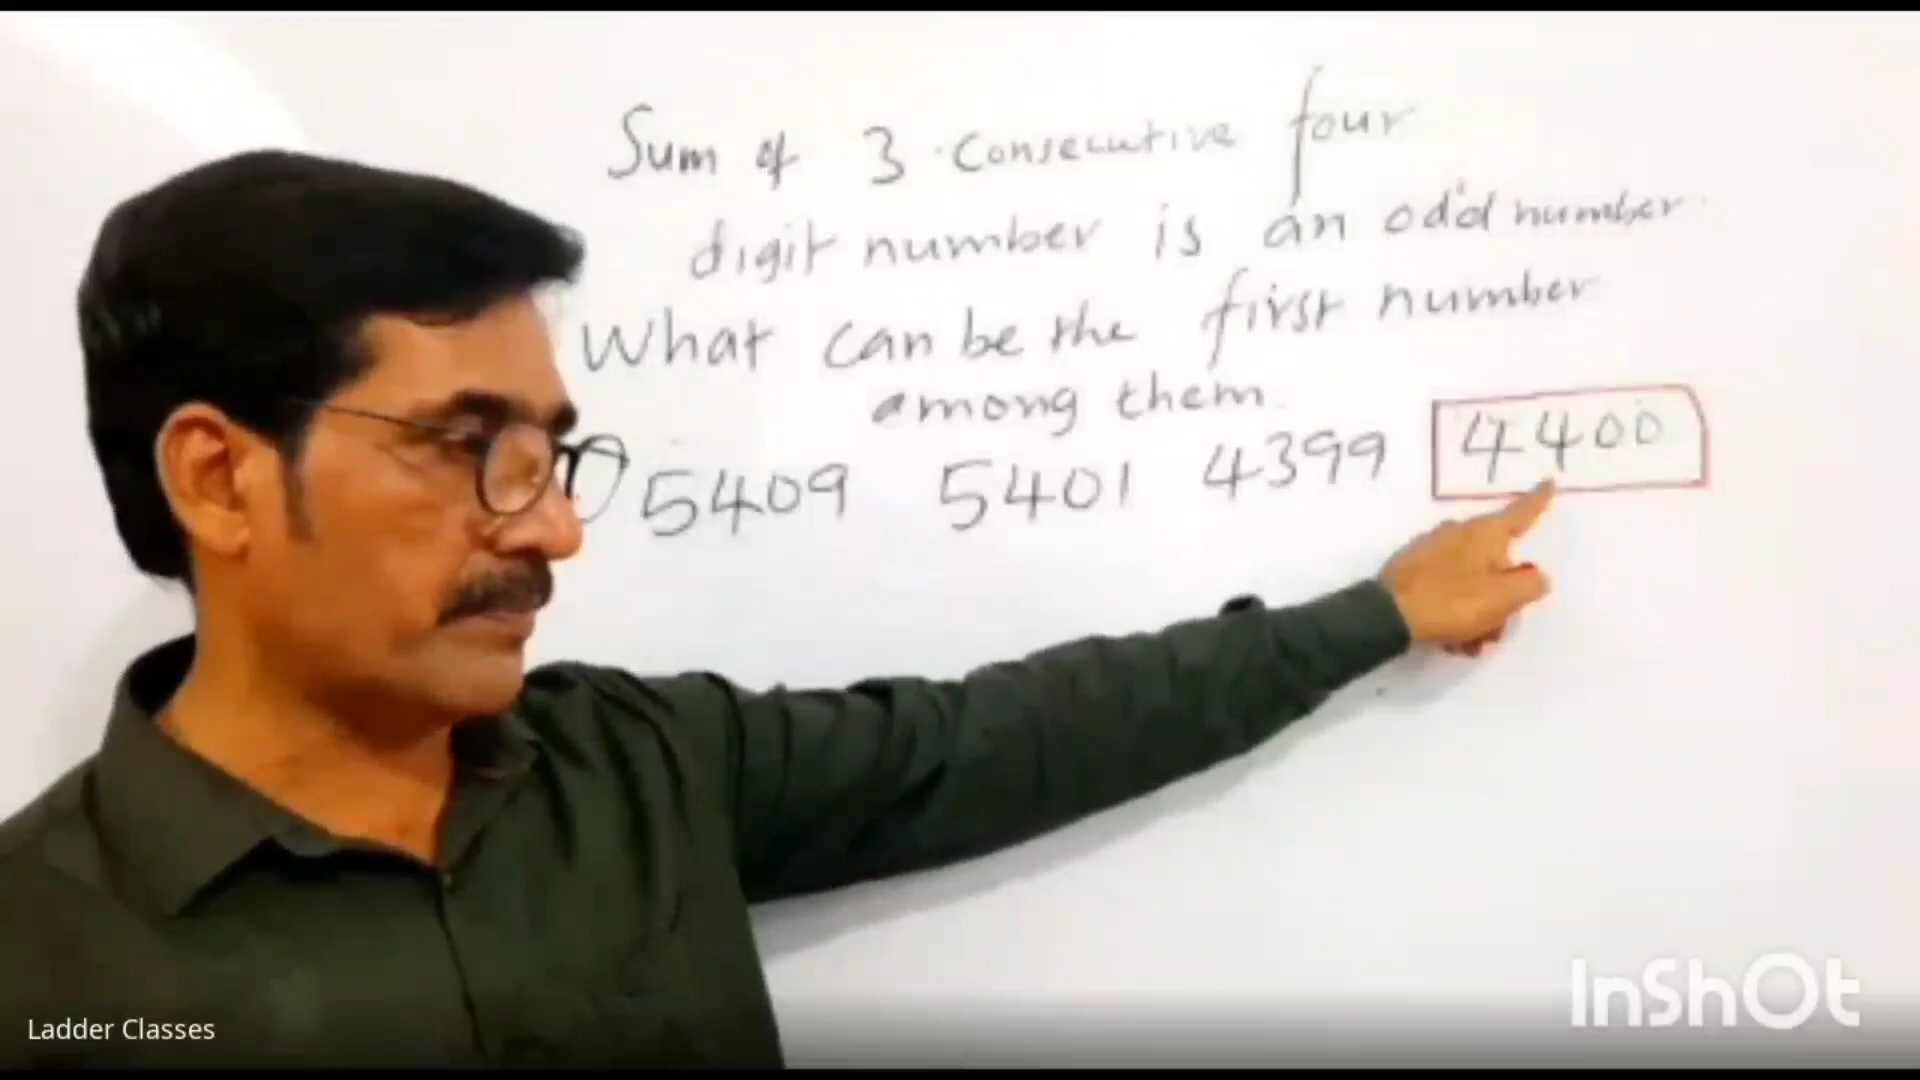 Sum of 3 consecutive four
digit number is an odd number.
What can be the first number
among them.
5409 5401 4399 4400
Ladder Classes
InShOt